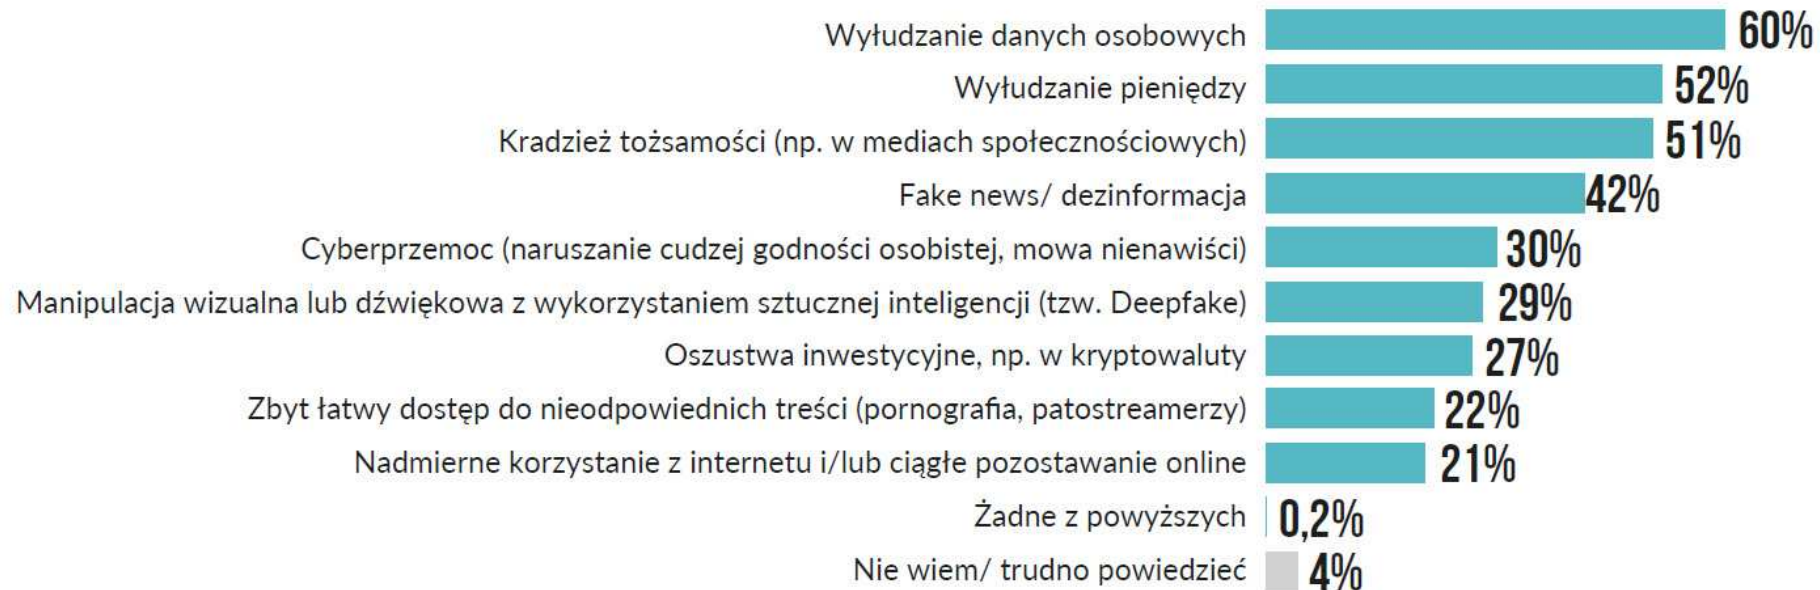 Wyłudzanie danych osobowych 60%
Wyłudzanie pieniędzy 52%
Kradzież tożsamości (np. w mediach społecznościowych) 51%
Fake news/ dezinformacja 42%
Cyberprzemoc (naruszanie cudzej godności osobistej, mowa nienawiści) 30%
Manipulacja wizualna lub dźwiękowa z wykorzystaniem sztucznej inteligencji (tzw. Deepfake) 29%
Oszustwa inwestycyjne, np. w kryptowaluty 27%
Zbyt łatwy dostęp do nieodpowiednich treści (pornografia, patostreamerzy) 22%
Nadmierne korzystanie z internetu i/lub ciągłe pozostawanie online 21%
Żadne z powyższych 0,2%
Nie wiem/ trudno powiedzieć 4%